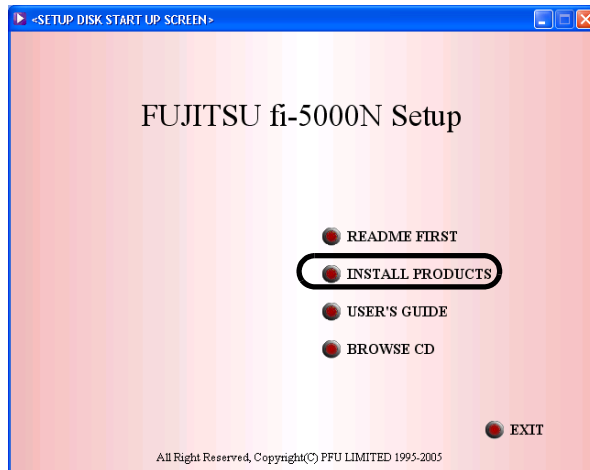 <SETUP DISK START UP SCREEN>
FUJITSU fi-5000N Setup
README FIRST
INSTALL PRODUCTS
USER'S GUIDE
BROWSE CD
EXIT
All Right Reserved, Copyright(C) PFU LIMITED 1995-2005